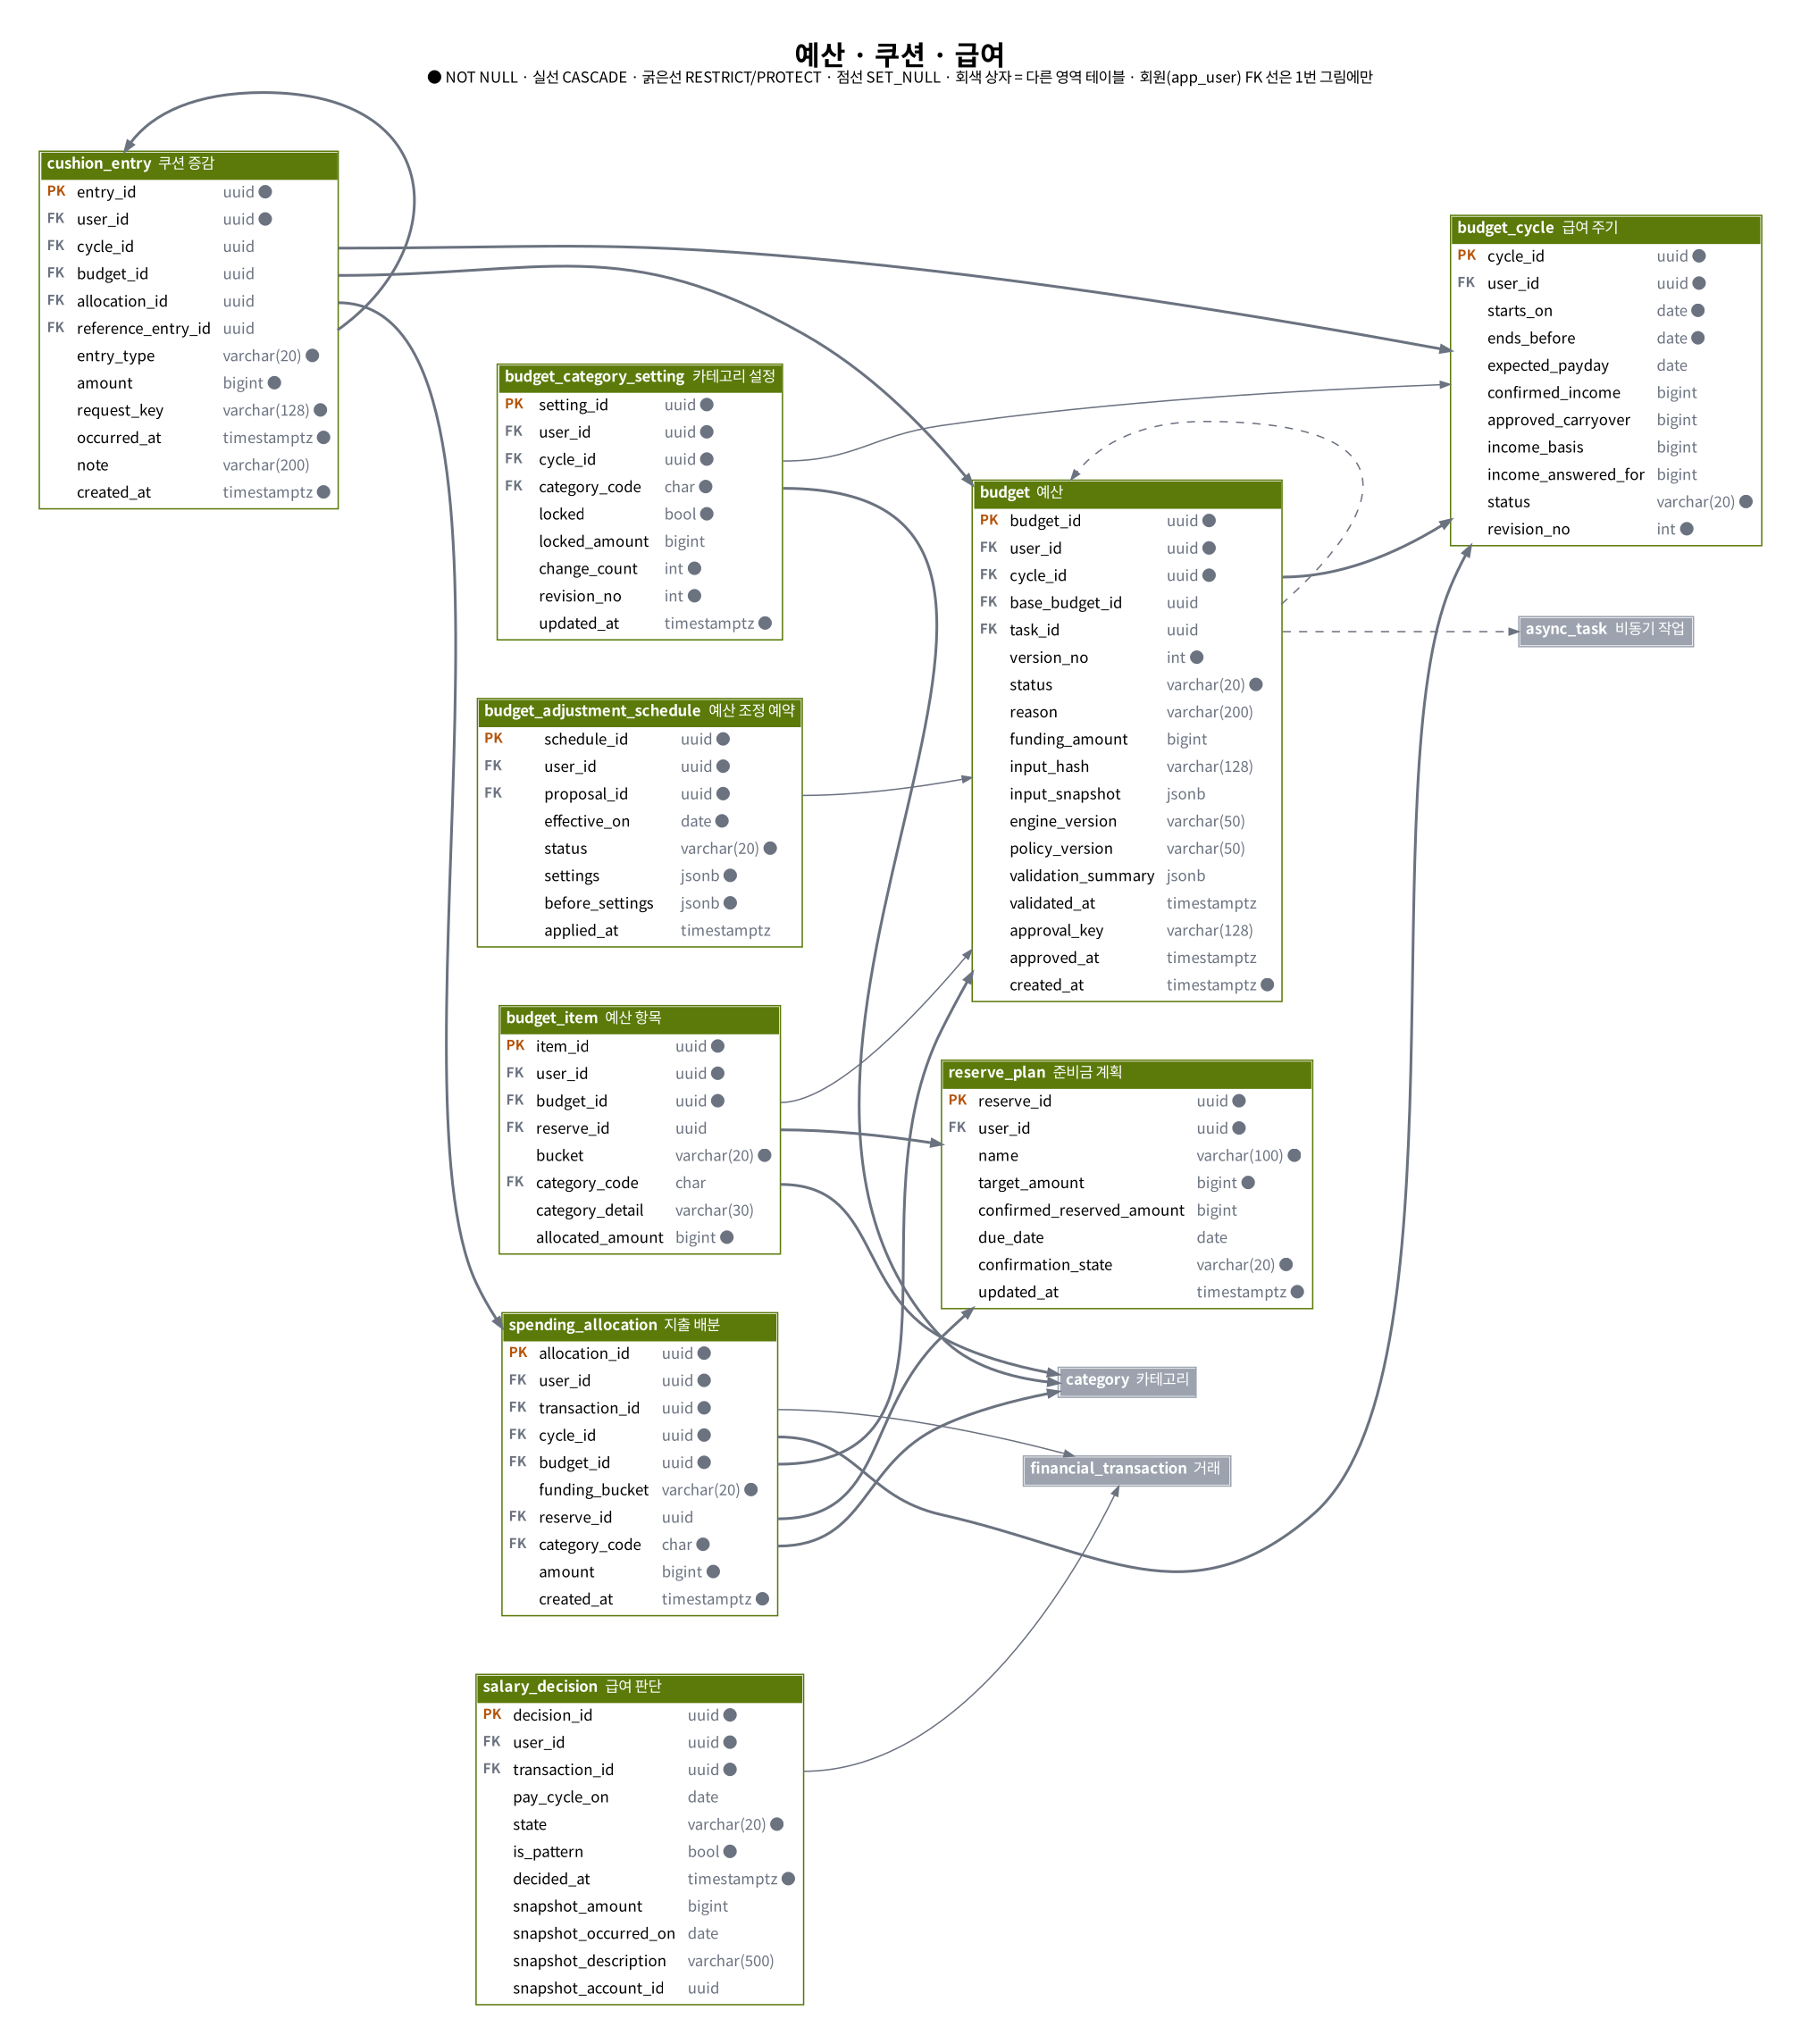 예산 · 쿠션 · 급여
● NOT NULL · 실선 CASCADE · 굵은선 RESTRICT/PROTECT · 점선 SET_NULL · 회색 상자 = 다른 영역 테이블 · 회원(app_user) FK 선은 1번 그림에만
cushion_entry 쿠션 증감
PK entry_id uuid ●
FK user_id uuid ●
FK cycle_id uuid
FK budget_id uuid
FK allocation_id uuid
FK reference_entry_id uuid
entry_type varchar(20) ●
amount bigint ●
request_key varchar(128) ●
occurred_at timestamptz ●
note varchar(200)
created_at timestamptz ●
budget_cycle 급여 주기
PK cycle_id uuid ●
FK user_id uuid ●
starts_on date ●
ends_before date ●
expected_payday date
confirmed_income bigint
approved_carryover bigint
income_basis bigint
income_answered_for bigint
status varchar(20) ●
revision_no int ●
budget_category_setting 카테고리 설정
PK setting_id uuid ●
FK user_id uuid ●
FK cycle_id uuid ●
FK category_code char ●
locked bool ●
locked_amount bigint
change_count int ●
revision_no int ●
updated_at timestamptz ●
budget 예산
PK budget_id uuid ●
FK user_id uuid ●
FK cycle_id uuid ●
FK base_budget_id uuid
FK task_id uuid
version_no int ●
status varchar(20) ●
reason varchar(200)
funding_amount bigint
input_hash varchar(128)
input_snapshot jsonb
engine_version varchar(50)
policy_version varchar(50)
validation_summary jsonb
validated_at timestamptz
approval_key varchar(128)
approved_at timestamptz
created_at timestamptz ●
async_task 비동기 작업
budget_adjustment_schedule 예산 조정 예약
PK schedule_id uuid ●
FK user_id uuid ●
FK proposal_id uuid ●
effective_on date ●
status varchar(20) ●
settings jsonb ●
before_settings jsonb ●
applied_at timestamptz
budget_item 예산 항목
PK item_id uuid ●
FK user_id uuid ●
FK budget_id uuid ●
FK reserve_id uuid
bucket varchar(20) ●
FK category_code char
category_detail varchar(30)
allocated_amount bigint ●
reserve_plan 준비금 계획
PK reserve_id uuid ●
FK user_id uuid ●
name varchar(100) ●
target_amount bigint ●
confirmed_reserved_amount bigint
due_date date
confirmation_state varchar(20) ●
updated_at timestamptz ●
spending_allocation 지출 배분
PK allocation_id uuid ●
FK user_id uuid ●
FK transaction_id uuid ●
FK cycle_id uuid ●
FK budget_id uuid ●
funding_bucket varchar(20) ●
FK reserve_id uuid
FK category_code char ●
amount bigint ●
created_at timestamptz ●
category 카테고리
financial_transaction 거래
salary_decision 급여 판단
PK decision_id uuid ●
FK user_id uuid ●
FK transaction_id uuid ●
pay_cycle_on date
state varchar(20) ●
is_pattern bool ●
decided_at timestamptz ●
snapshot_amount bigint
snapshot_occurred_on date
snapshot_description varchar(500)
snapshot_account_id uuid